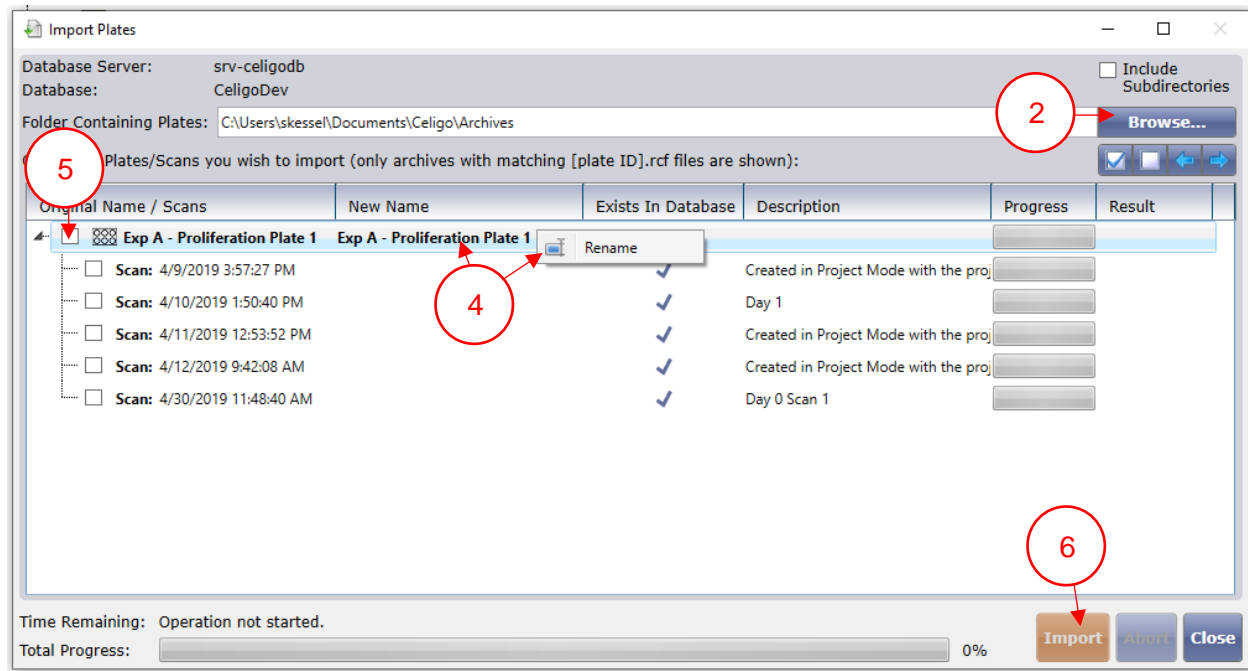 Import Plates
Database Server: srv-celigodb
Include
Database: CeligoDev
Subdirectories
Folder Containing Plates: C:\Users\skessel\Documents\Celigo\Archives
2
Browse...
5
Plates/Scans you wish to import (only archives with matching [plate ID].rcf files are shown):
Original Name / Scans New Name Exists In Database Description Progress Result
Exp A - Proliferation Plate 1 Exp A - Proliferation Plate 1
Rename
Scan: 4/9/2019 3:57:27 PM Created in Project Mode with the proj
4
Scan: 4/10/2019 1:50:40 PM Day 1
Scan: 4/11/2019 12:53:52 PM Created in Project Mode with the proj
Scan: 4/12/2019 9:42:08 AM Created in Project Mode with the proj
Scan: 4/30/2019 11:48:40 AM Day 0 Scan 1
6
Time Remaining: Operation not started.
Import Abort Close
Total Progress: 0%